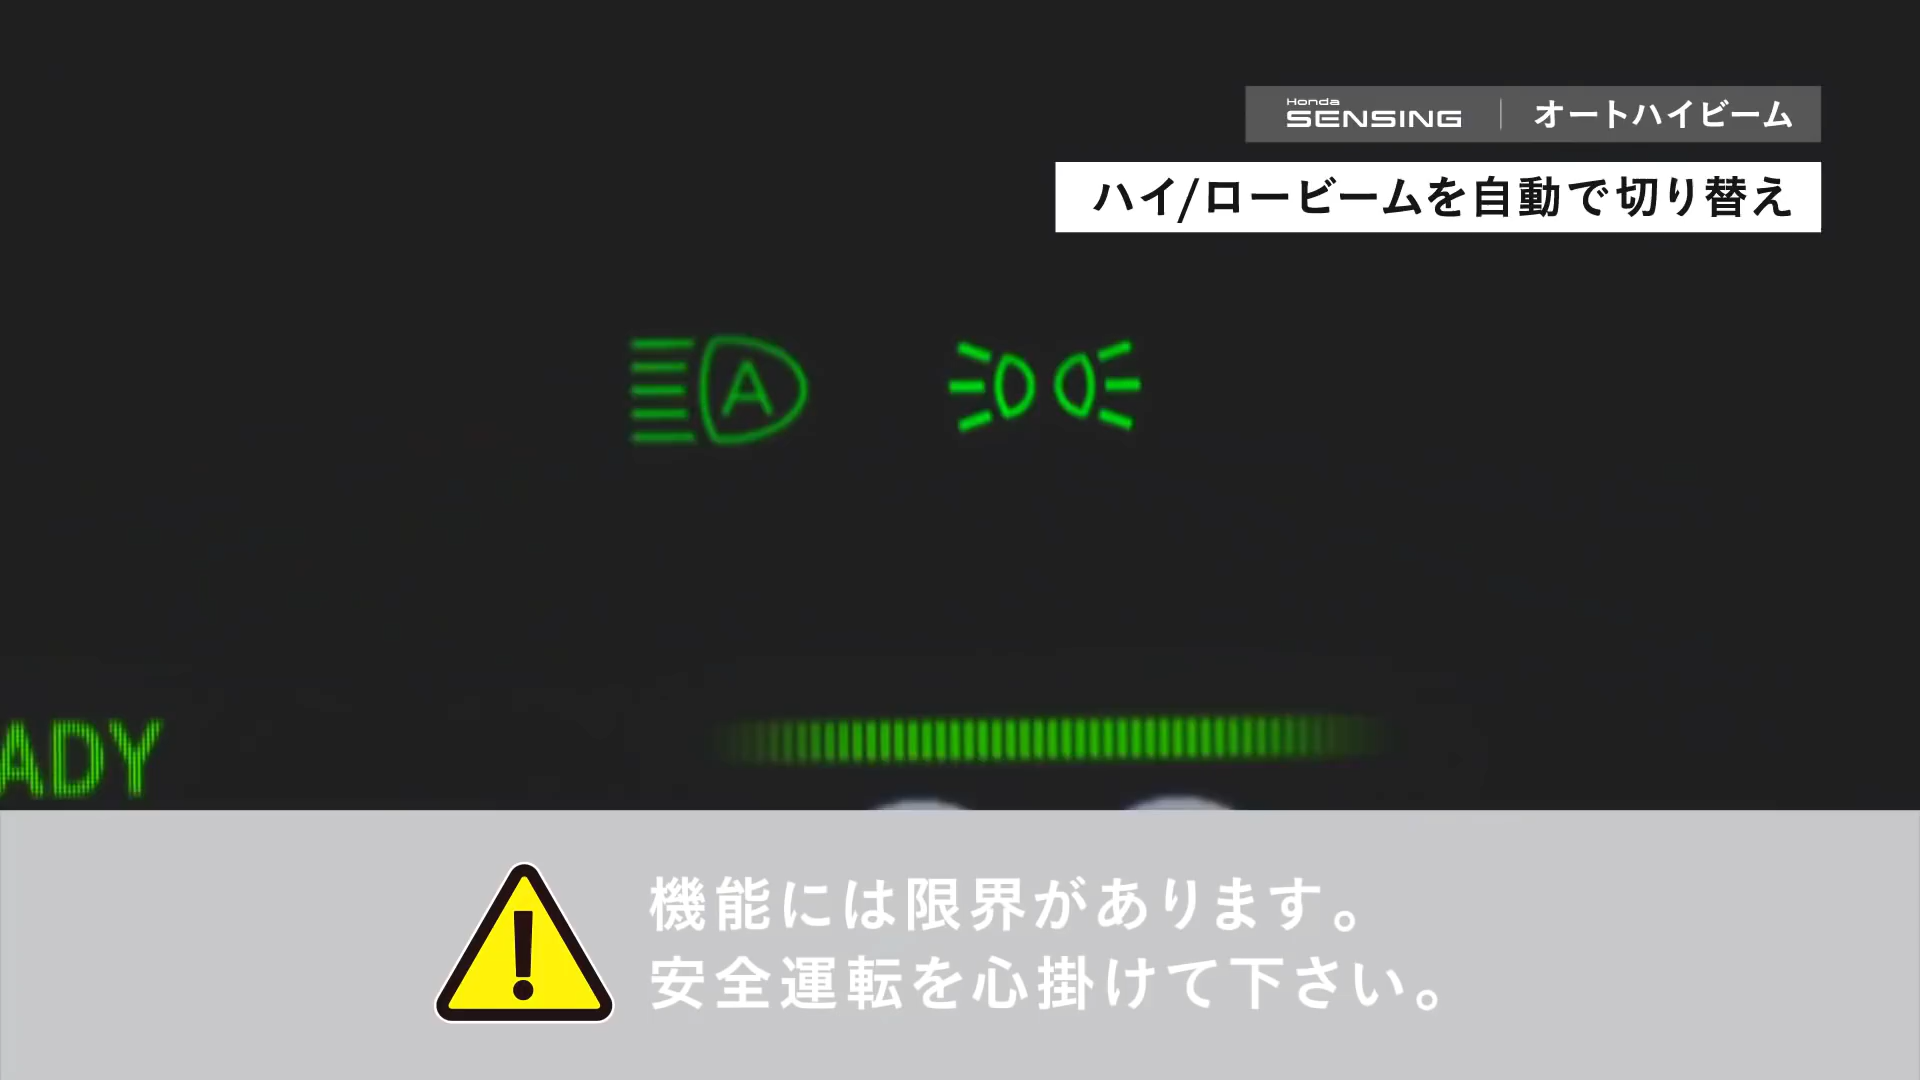 Honda
SENSING | オートハイビーム
ハイ/ロービームを自動で切り替え
A
ADY
機能には限界があります。
安全運転を心掛けて下さい。